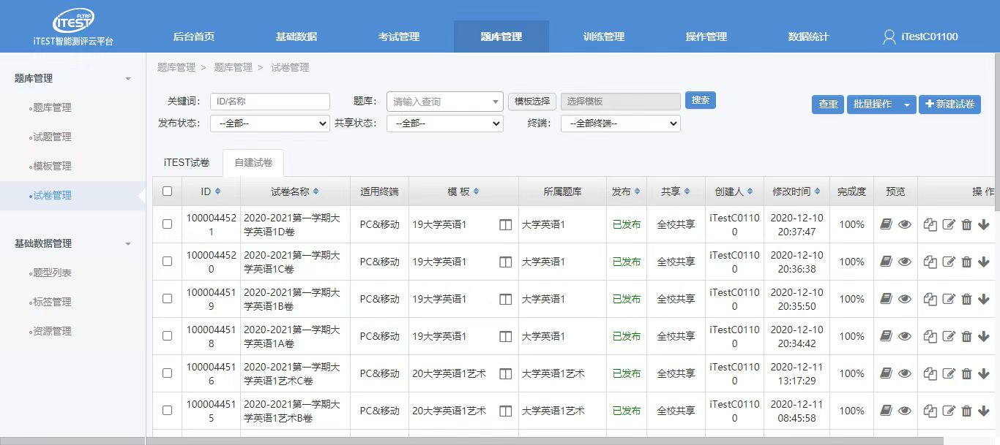 FLTRP
iTEST
iTEST智能测评云平台
后台首页 基础数据 考试管理 题库管理 训练管理 操作管理 数据统计 iTestC01100
题库管理
题库管理
试题管理
模板管理
试卷管理
基础数据管理
题型列表
标签管理
资源管理
题库管理 > 题库管理 > 试卷管理
关键词: ID/名称 题库: 请输入查询 模板选择 选择模板 搜索
查重 批量操作 新建试卷
发布状态: --全部-- 共享状态: --全部-- 终端: --全部终端--
iTEST试卷 自建试卷
ID 试卷名称 适用终端 模 板 所属题库 发布 共享 创建人 修改时间 完成度 预览 操 作
100004452 2020-2021第一学期大 PC&移动 19大学英语1 大学英语1 已发布 全校共享 iTestC0110 2020-12-10 100%
1 学英语1D卷 0 20:37:47
100004452 2020-2021第一学期大 PC&移动 19大学英语1 大学英语1 已发布 全校共享 iTestC0110 2020-12-10 100%
0 学英语1C卷 0 20:36:38
100004451 2020-2021第一学期大 PC&移动 19大学英语1 大学英语1 已发布 全校共享 iTestC0110 2020-12-10 100%
9 学英语1B卷 0 20:35:50
100004451 2020-2021第一学期大 PC&移动 19大学英语1 大学英语1 已发布 全校共享 iTestC0110 2020-12-10 100%
8 学英语1A卷 0 20:34:42
100004451 2020-2021第一学期大 PC&移动 20大学英语1艺术 大学英语1艺术 已发布 全校共享 iTestC0110 2020-12-11 100%
6 学英语1艺术C卷 0 13:17:29
100004451 2020-2021第一学期大 PC&移动 20大学英语1艺术 大学英语1艺术 已发布 全校共享 iTestC0110 2020-12-11 100%
5 学英语1艺术B卷 0 08:45:58